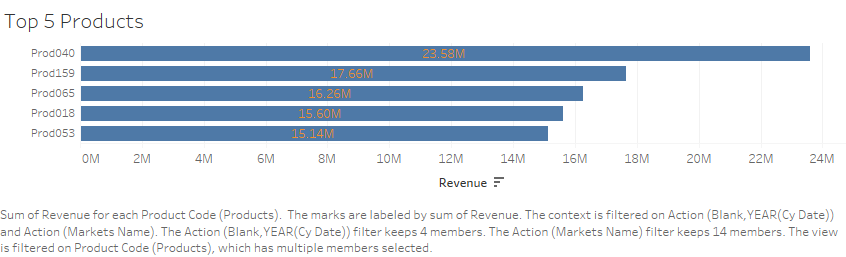 Top 5 Products
Prod040 23.58M
Prod159 17.66M
Prod065 16.26M
Prod018 15.60M
Prod053 15.14M
0M 2M 4M 6M 8M 10M 12M 14M 16M 18M 20M 22M 24M
Revenue
Sum of Revenue for each Product Code (Products).  The marks are labeled by sum of Revenue. The context is filtered on Action (Blank,YEAR(Cy Date))
and Action (Markets Name). The Action (Blank,YEAR(Cy Date)) filter keeps 4 members. The Action (Markets Name) filter keeps 14 members. The view
is filtered on Product Code (Products), which has multiple members selected.